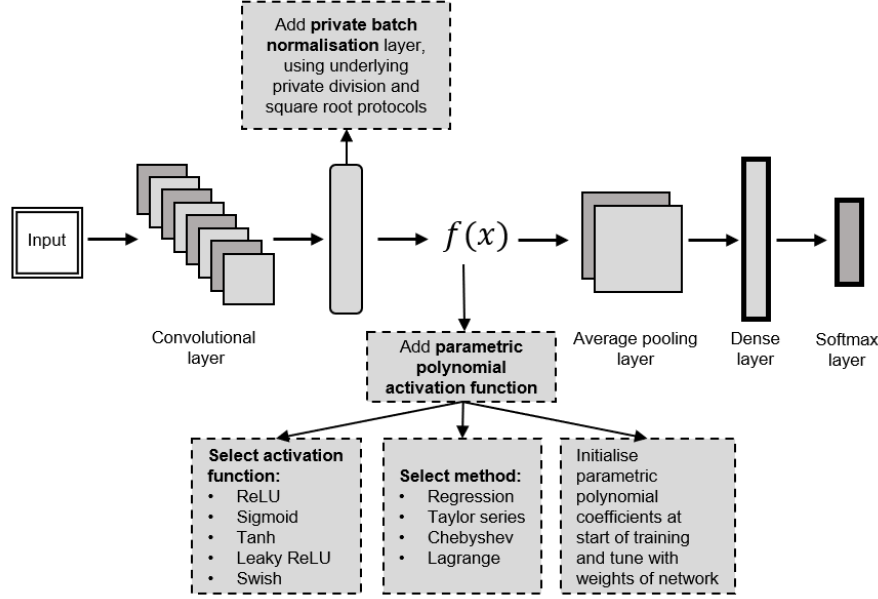 Add private batch
normalisation layer,
using underlying
private division and
square root protocols
Input
f(x)
Convolutional
layer
Average pooling
layer
Dense
layer
Softmax
layer
Add parametric
polynomial
activation function
Select activation
function:
• ReLU
• Sigmoid
• Tanh
• Leaky ReLU
• Swish
Select method:
• Regression
• Taylor series
• Chebyshev
• Lagrange
Initialise
parametric
polynomial
coefficients at
start of training
and tune with
weights of network